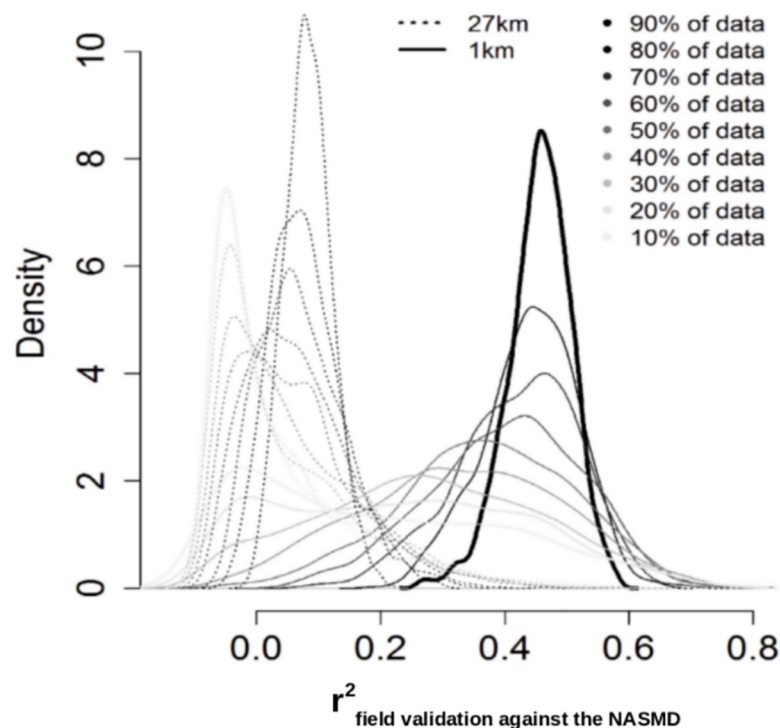 27km
1km
90% of data
80% of data
70% of data
60% of data
50% of data
40% of data
30% of data
20% of data
10% of data
Density
10
8
6
4
2
0
0.0 0.2 0.4 0.6 0.8
r² field validation against the NASMD